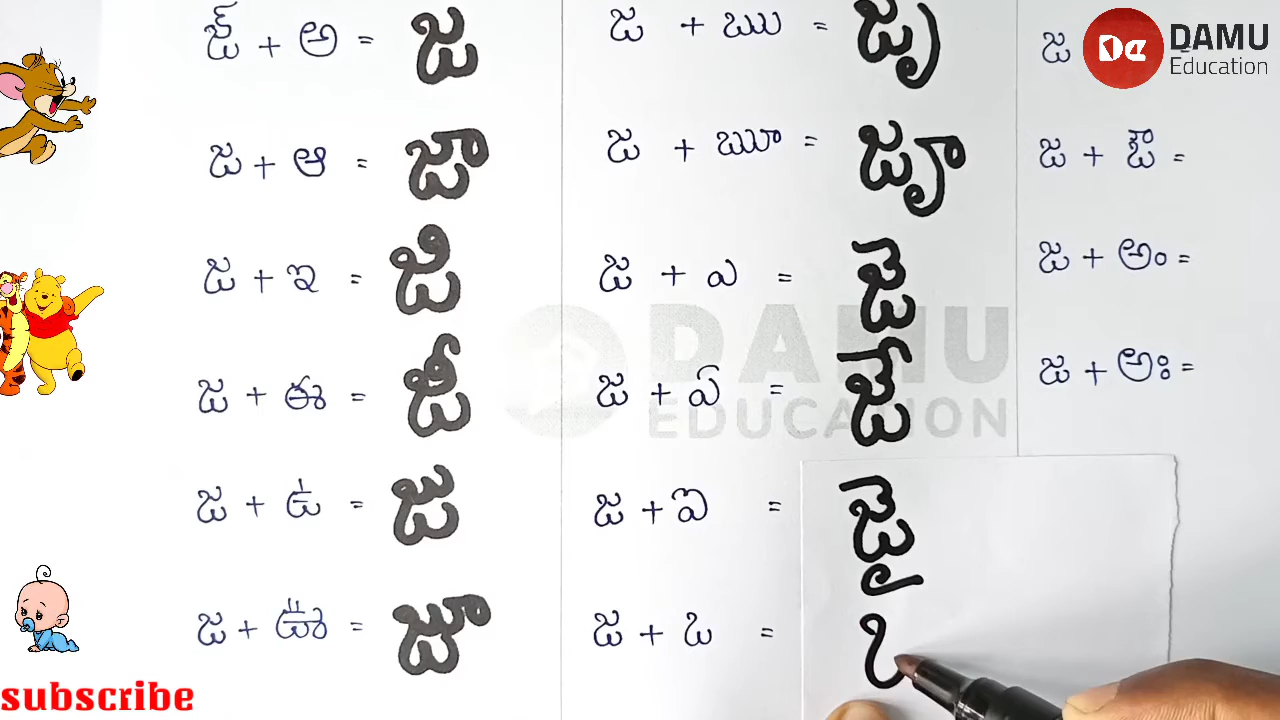 జ్ + అ = జ
జ + ఆ = జా
జ + ఇ = జి
జ + ఈ = జీ
జ + ఉ = జు
జ + ఊ = జూ
జ + ఋ = జృ
జ + ౠ = జౄ
జ + ఎ = జె
జ + ఏ = జే
జ + ఐ = జై
జ + ఒ =
జ
జ + ఔ =
జ + అం =
జ + అః =
DAMU
Education
DAMU
EDUCATION
subscribe